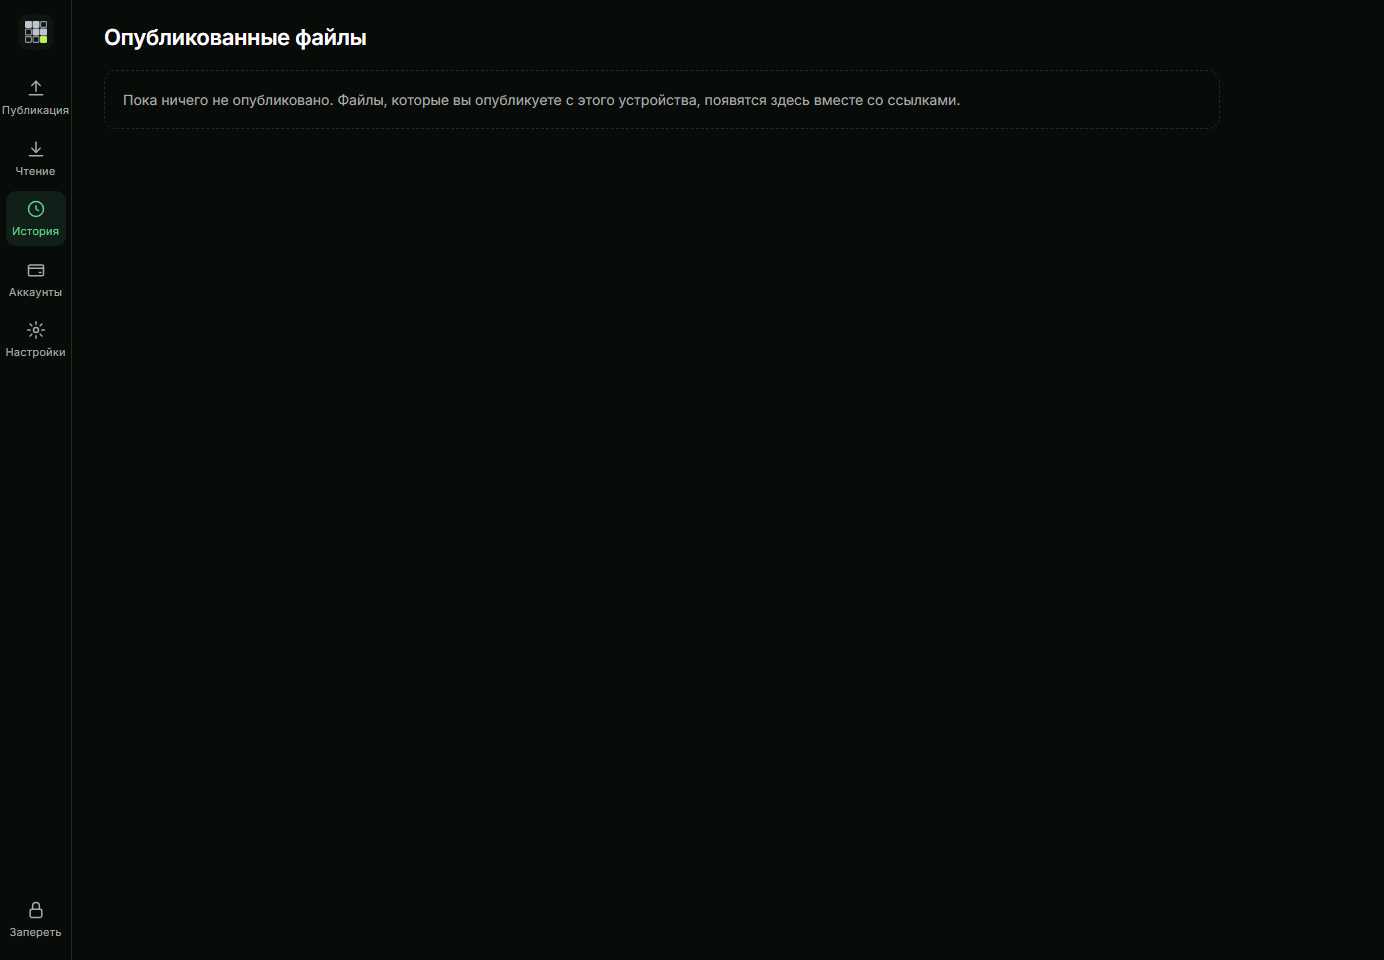 Опубликованные файлы
Пока ничего не опубликовано. Файлы, которые вы опубликуете с этого устройства, появятся здесь вместе со ссылками.
Публикация
Чтение
История
Аккаунты
Настройки
Запереть